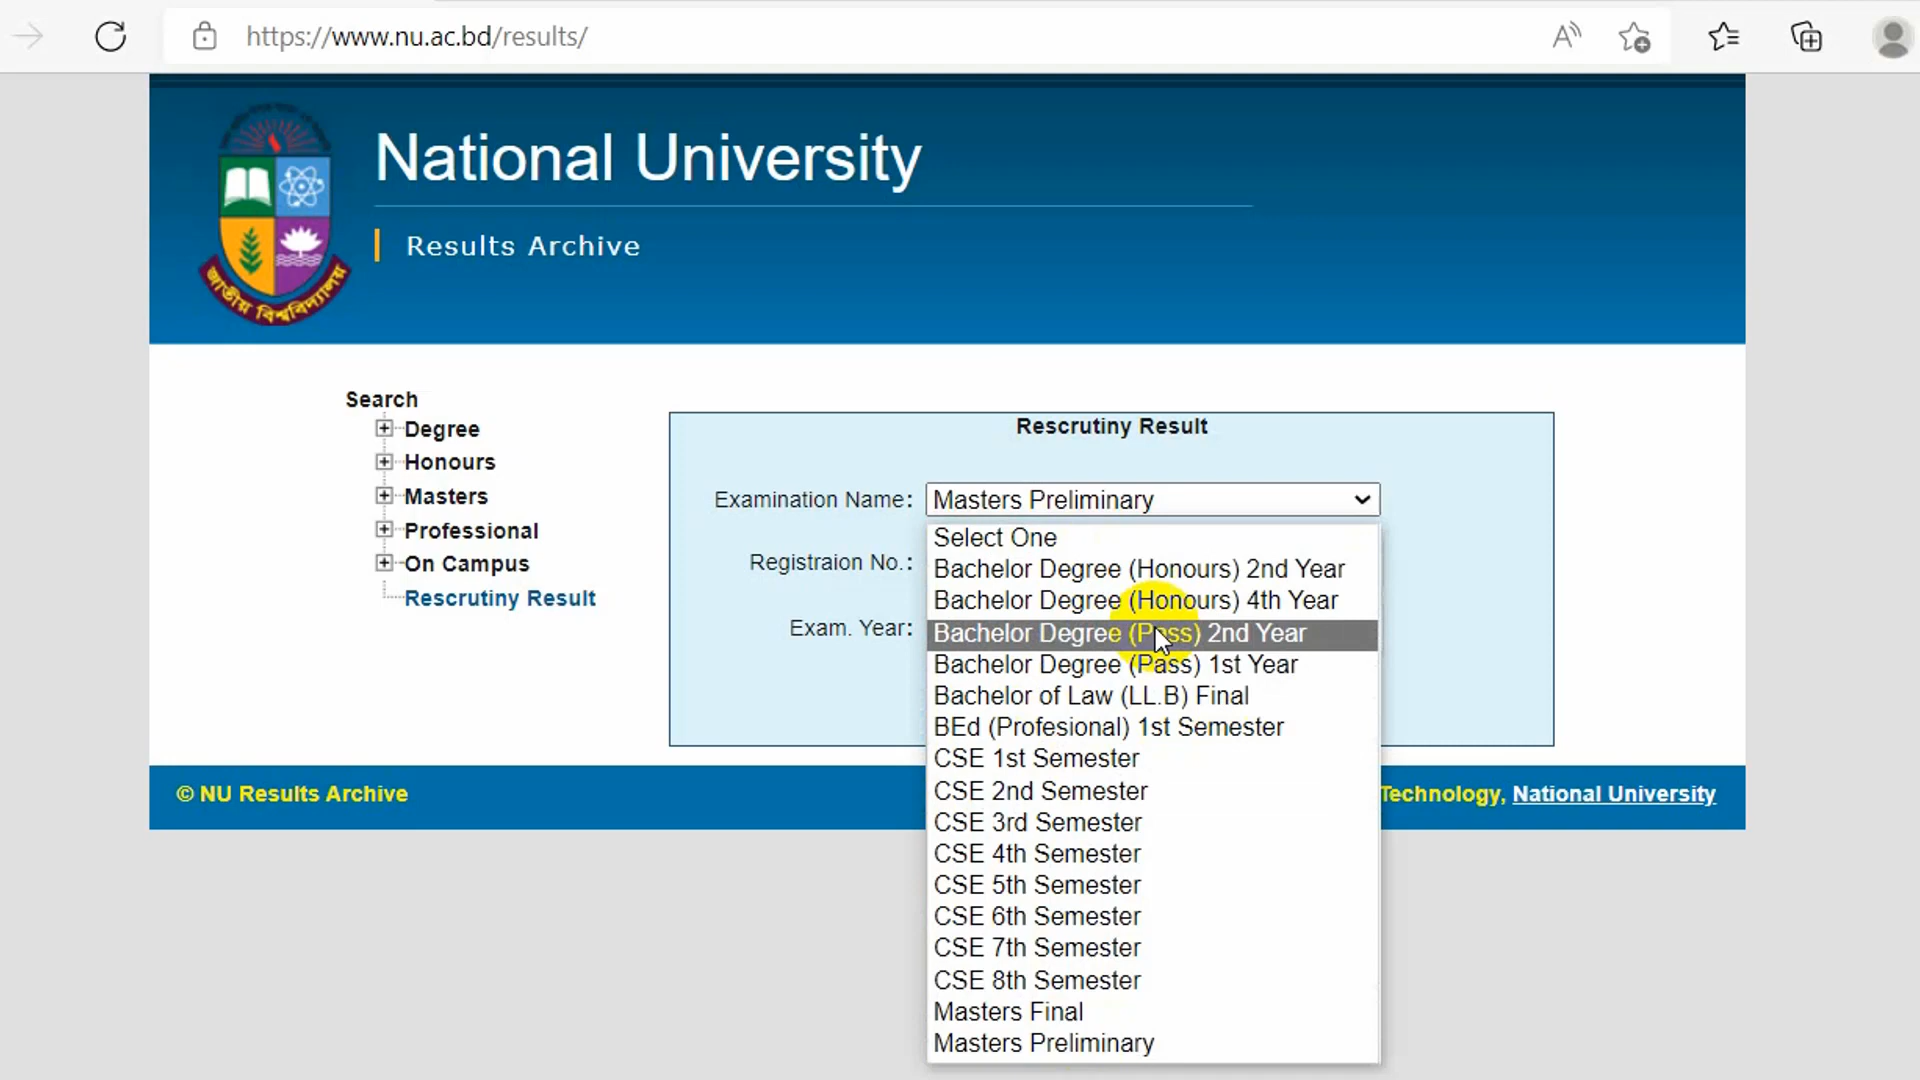 https://www.nu.ac.bd/results/
National University
Results Archive
জাতীয় বিশ্ববিদ্যালয়
Search
Degree
Honours
Masters
Professional
On Campus
Rescrutiny Result
Rescrutiny Result
Examination Name:
Masters Preliminary
Registraion No.:
Exam. Year:
Select One
Bachelor Degree (Honours) 2nd Year
Bachelor Degree (Honours) 4th Year
Bachelor Degree (Pass) 2nd Year
Bachelor Degree (Pass) 1st Year
Bachelor of Law (LL.B) Final
BEd (Profesional) 1st Semester
CSE 1st Semester
CSE 2nd Semester
CSE 3rd Semester
CSE 4th Semester
CSE 5th Semester
CSE 6th Semester
CSE 7th Semester
CSE 8th Semester
Masters Final
Masters Preliminary
© NU Results Archive
Technology, National University